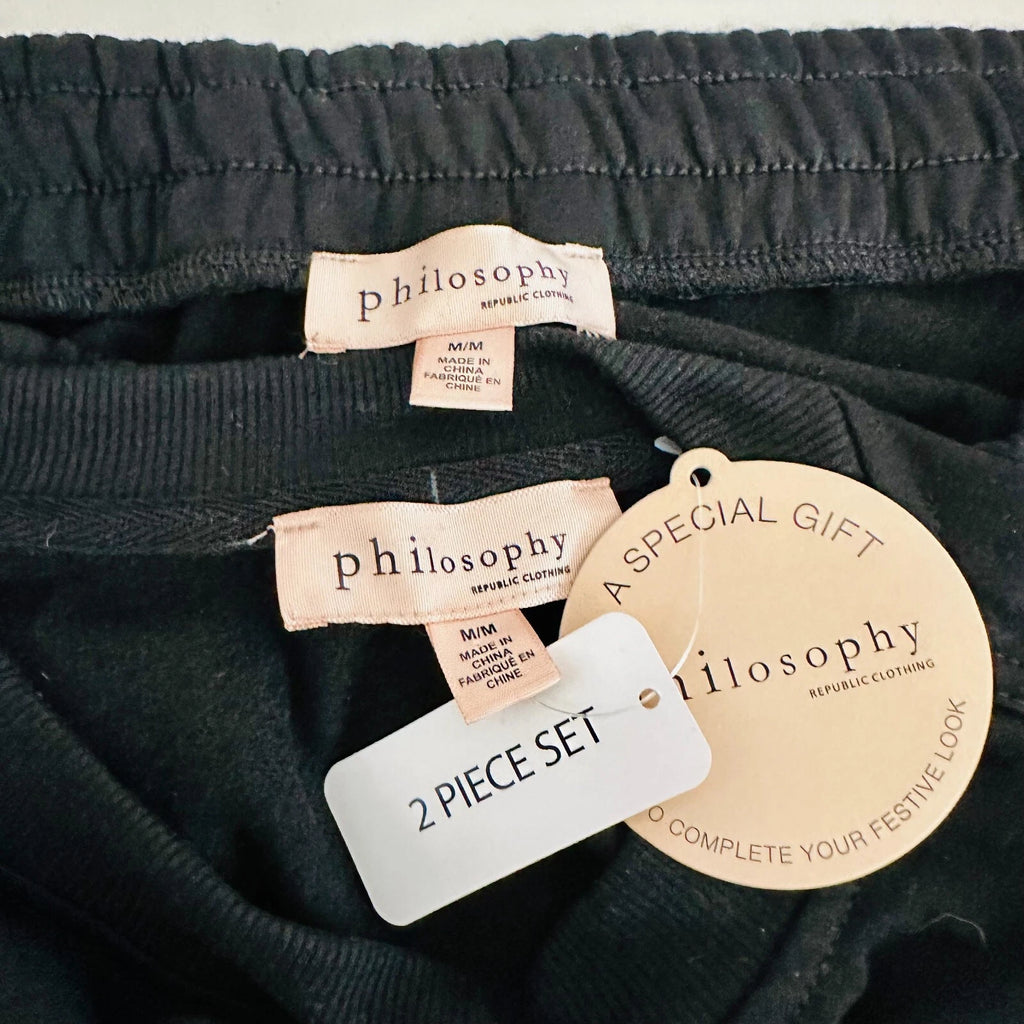 philosophy
REPUBLIC CLOTHING
M/M
MADE IN
CHINA
FABRIQUÉ EN
CHINE
philosophy
REPUBLIC CLOTHING
M/M
MADE IN
CHINA
FABRIQUÉ EN
CHINE
A SPECIAL GIFT
hilosophy
REPUBLIC CLOTHING
O COMPLETE YOUR FESTIVE LOOK
2 PIECE SET